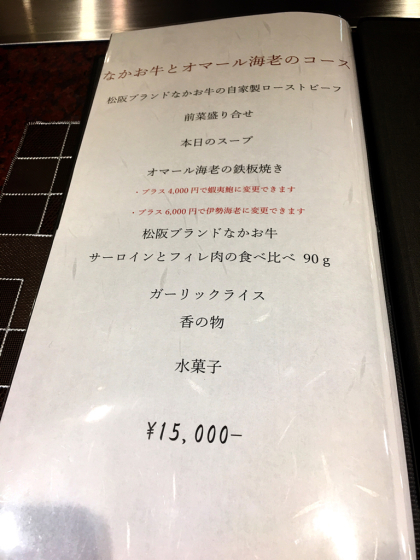 なかお牛とオマール海老のコース
松阪ブランドなかお牛の自家製ローストビーフ
前菜盛り合せ
本日のスープ
オマール海老の鉄板焼き
・プラス 4,000 円で蝦夷鮑に変更できます
・プラス 6,000 円で伊勢海老に変更できます
松阪ブランドなかお牛
サーロインとフィレ肉の食べ比べ 90ｇ
ガーリックライス
香の物
水菓子
¥15,000−